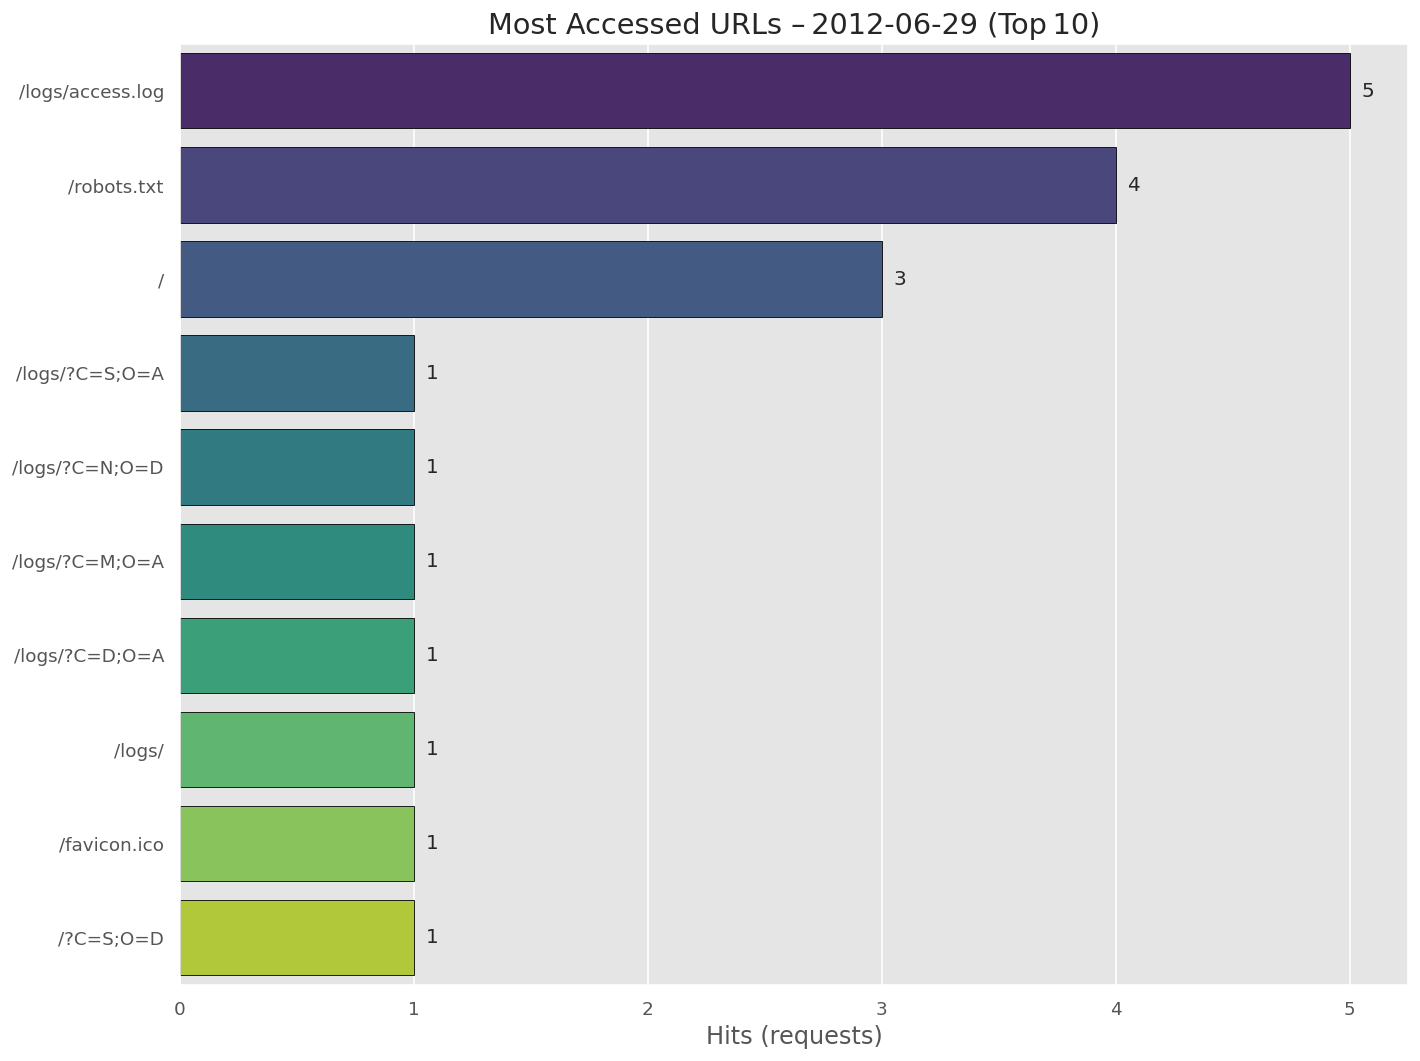 Most Accessed URLs – 2012-06-29 (Top 10)
/logs/access.log 5
/robots.txt 4
/ 3
/logs/?C=S;O=A 1
/logs/?C=N;O=D 1
/logs/?C=M;O=A 1
/logs/?C=D;O=A 1
/logs/ 1
/favicon.ico 1
/?C=S;O=D 1
0 1 2 3 4 5
Hits (requests)